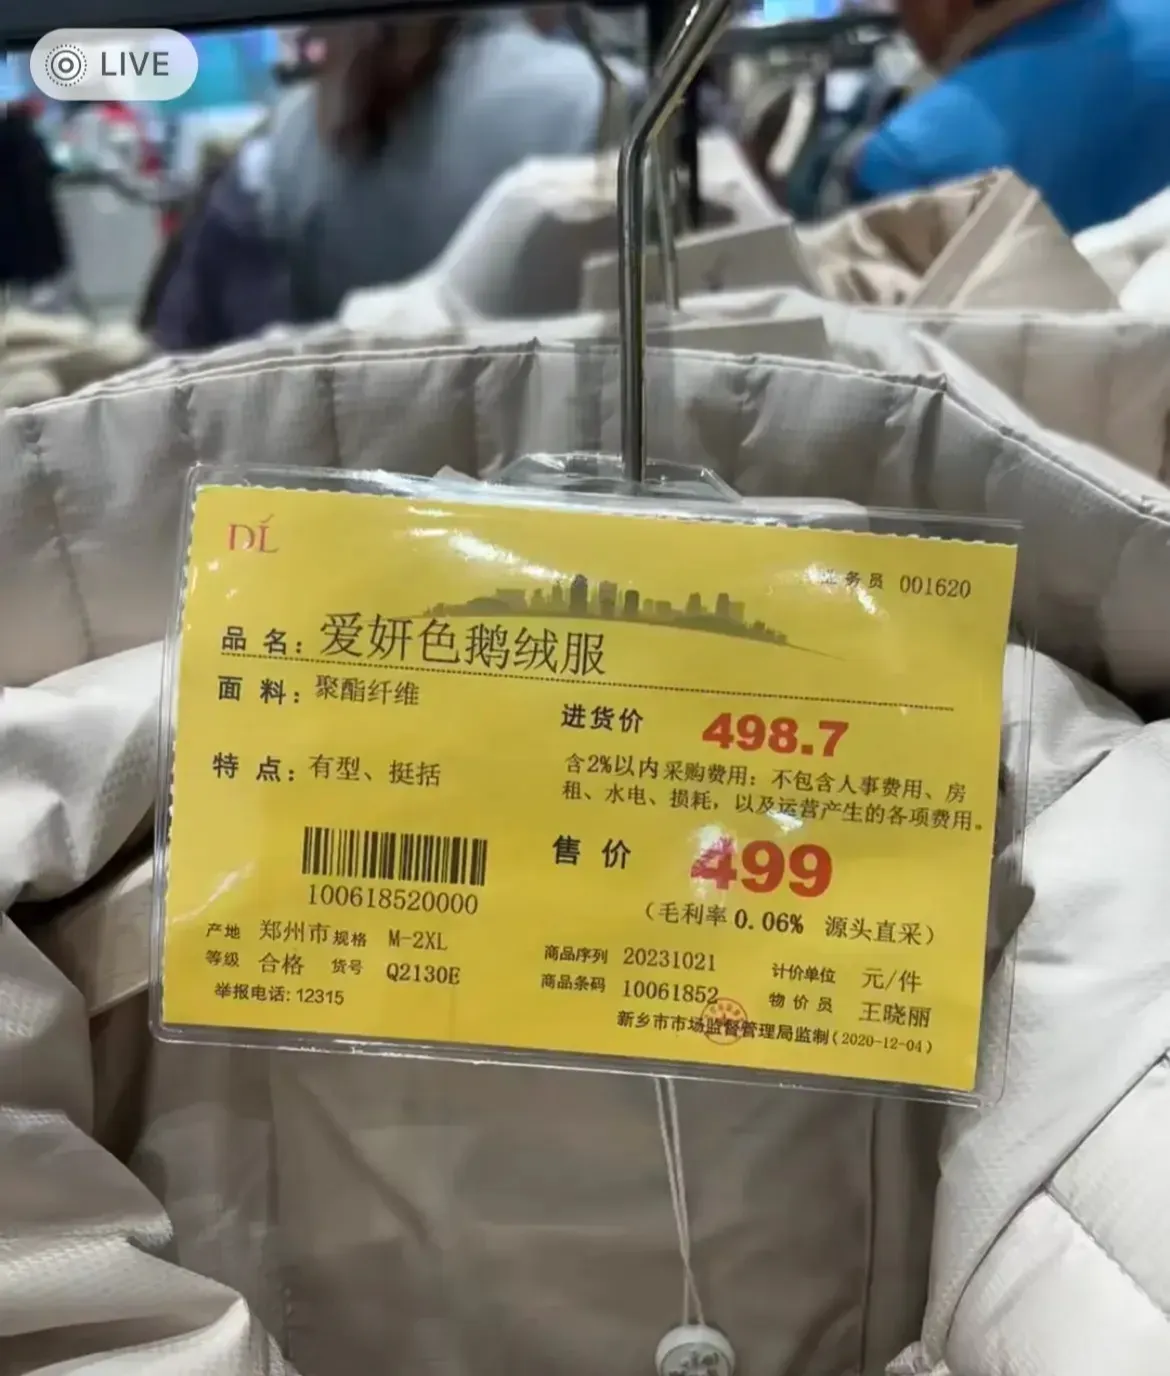 LIVE
DL
业务员 001620
品 名：爱妍色鹅绒服
面 料：聚酯纤维
进货价 498.7
含2%以内采购费用；不包含人事费用、房
租、水电、损耗，以及运营产生的各项费用。
特 点：有型、挺括
售 价 499
（毛利率 0.06% 源头直采）
100618520000
产地 郑州市 规格 M-2XL
等级 合格 货号 Q2130E
举报电话: 12315
商品序列 20231021 计价单位 元/件
商品条码 10061852 物 价 员 王晓丽
新乡市市场监督管理局监制(2020-12-04)